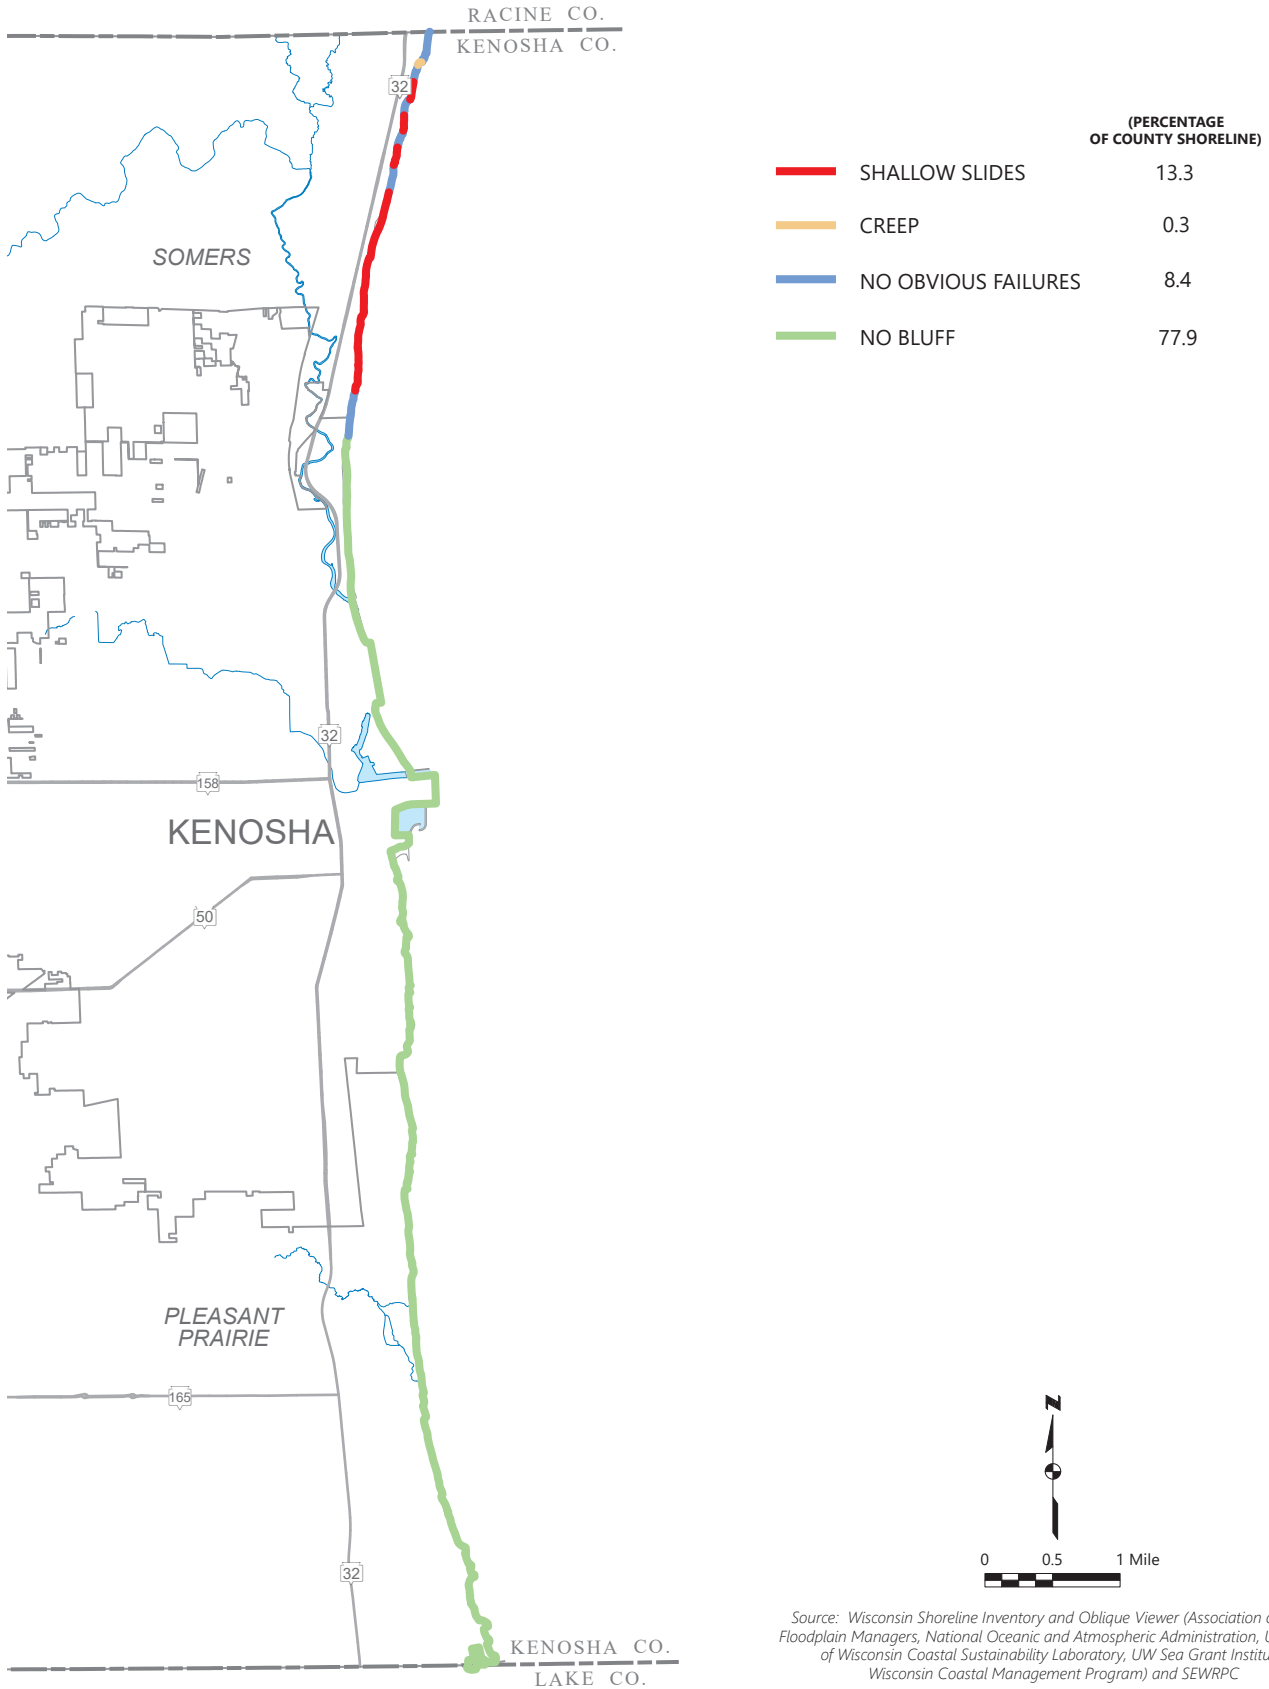 RACINE CO.
KENOSHA CO.
32
(PERCENTAGE
OF COUNTY SHORELINE)
SHALLOW SLIDES 13.3
CREEP 0.3
NO OBVIOUS FAILURES 8.4
NO BLUFF 77.9
SOMERS
32
158
KENOSHA
50
PLEASANT
PRAIRIE
165
N
0 0.5 1 Mile
32
Source: Wisconsin Shoreline Inventory and Oblique Viewer (Association
Floodplain Managers, National Oceanic and Atmospheric Administration,
of Wisconsin Coastal Sustainability Laboratory, UW Sea Grant
Wisconsin Coastal Management Program) and SEWRPC
KENOSHA CO.
LAKE CO.